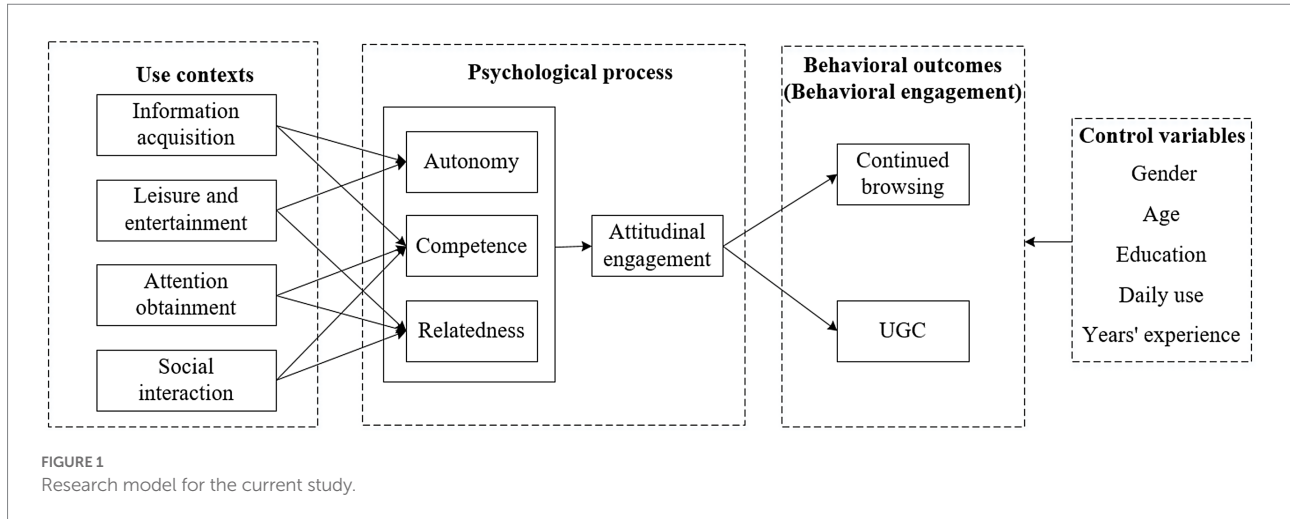 Use contexts
Information
acquisition
Leisure and
entertainment
Attention
obtainment
Social
interaction
Psychological process
Autonomy
Competence
Relatedness
Attitudinal
engagement
Behavioral outcomes
(Behavioral engagement)
Continued
browsing
UGC
Control variables
Gender
Age
Education
Daily use
Years' experience
FIGURE 1
Research model for the current study.